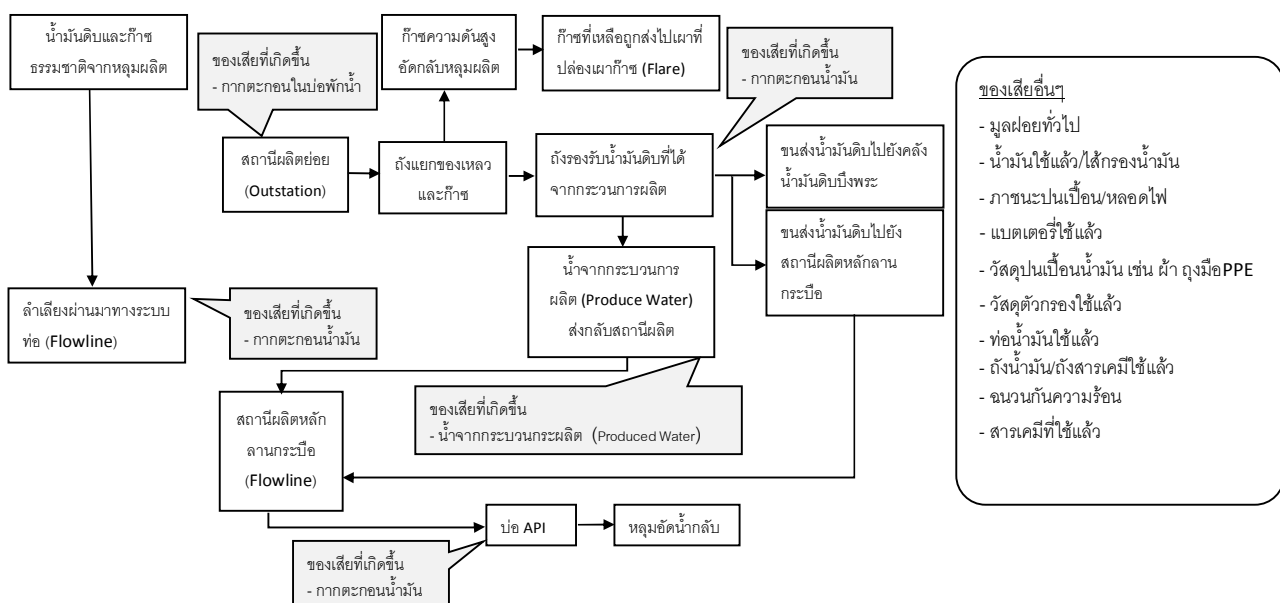 น้ำมันดิบและก๊าซ
ธรรมชาติจากหลุมผลิต
ของเสียที่เกิดขึ้น
- กากตะกอนในบ่อพักน้ำ
ก๊าซความดันสูง
อัดกลับหลุมผลิต
ก๊าซที่เหลือถูกส่งไปเผาที่
ปล่องเผาก๊าซ (Flare)
ของเสียที่เกิดขึ้น
- กากตะกอนน้ำมัน
สถานีผลิตย่อย
(Outstation)
ถังแยกของเหลว
และก๊าซ
ถังรองรับน้ำมันดิบที่ได้
จากกระวนการผลิต
ขนส่งน้ำมันดิบไปยังคลัง
น้ำมันดิบบึงพระ
ขนส่งน้ำมันดิบไปยัง
สถานีผลิตหลักลาน
กระบือ
น้ำจากกระบวนการ
ผลิต (Produce Water)
ส่งกลับสถานีผลิต
ลำเลียงผ่านมาทางระบบ
ท่อ (Flowline)
ของเสียที่เกิดขึ้น
- กากตะกอนน้ำมัน
ของเสียที่เกิดขึ้น
- น้ำจากกระบวนกระผลิต (Produced Water)
สถานีผลิตหลัก
ลานกระบือ
(Flowline)
บ่อ API
หลุมอัดน้ำกลับ
ของเสียที่เกิดขึ้น
- กากตะกอนน้ำมัน
ของเสียอื่นๆ
- มูลฝอยทั่วไป
- น้ำมันใช้แล้ว/ไส้กรองน้ำมัน
- ภาชนะปนเปื้อน/หลอดไฟ
- แบตเตอรี่ใช้แล้ว
- วัสดุปนเปื้อนน้ำมัน เช่น ผ้า ถุงมือPPE
- วัสดุตัวกรองใช้แล้ว
- ท่อน้ำมันใช้แล้ว
- ถังน้ำมัน/ถังสารเคมีใช้แล้ว
- ฉนวนกันความร้อน
- สารเคมีที่ใช้แล้ว